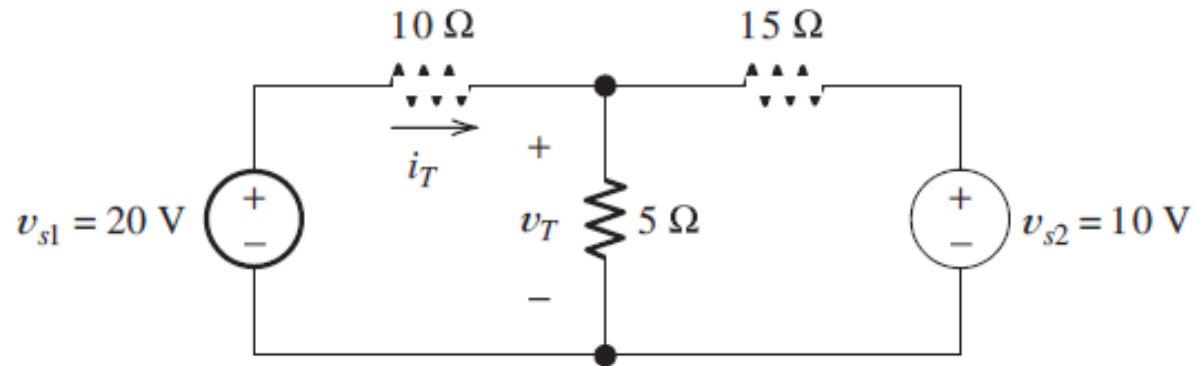 10 Ω
15 Ω
+
i_T
v_s1 = 20 V
+
−
v_T
5 Ω
+
−
v_s2 = 10 V
−